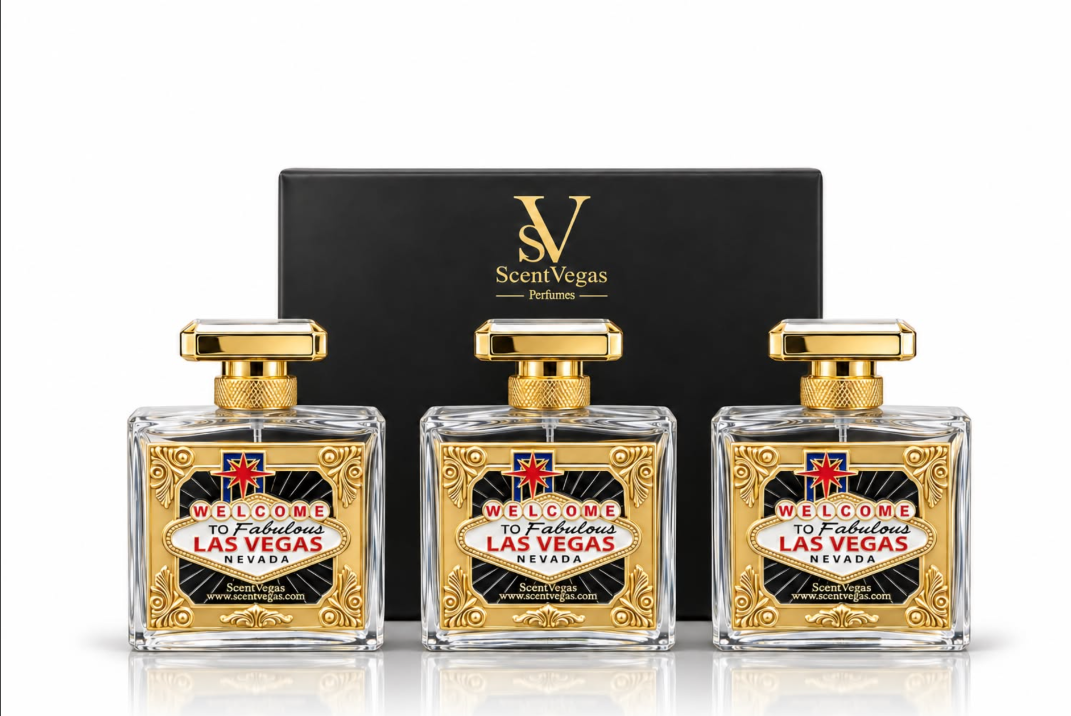 SV
ScentVegas
Perfumes
WELCOME
TO Fabulous
LAS VEGAS
NEVADA
ScentVegas
www.scentvegas.com
WELCOME
TO Fabulous
LAS VEGAS
NEVADA
ScentVegas
www.scentvegas.com
WELCOME
TO Fabulous
LAS VEGAS
NEVADA
ScentVegas
www.scentvegas.com